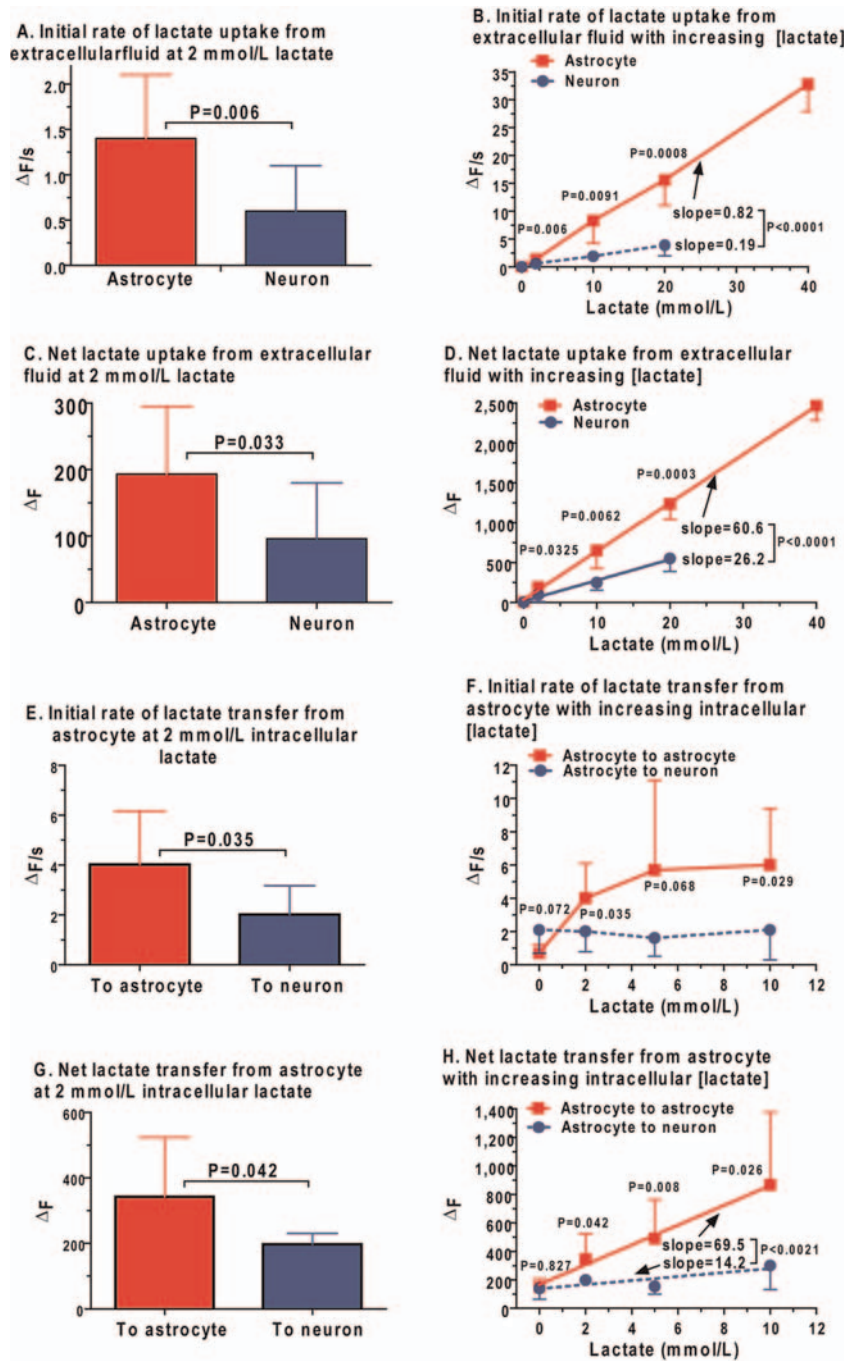 A. Initial rate of lactate uptake from
extracellularfluid at 2 mmol/L lactate
2.0
1.5
1.0
0.5
0.0
ΔF/s
P=0.006
Astrocyte
Neuron
B. Initial rate of lactate uptake from
extracellular fluid with increasing [lactate]
Astrocyte
Neuron
35
25
15
10
5
0
ΔF/s
P=0.006
P=0.0091
P=0.0008
slope=0.82
slope=0.19
P<0.0001
0
10
20
30
40
Lactate (mmol/L)
C. Net lactate uptake from extracellular
fluid at 2 mmol/L lactate
300
200
100
0
ΔF
P=0.033
Astrocyte
Neuron
D. Net lactate uptake from extracellular
fluid with increasing [lactate]
Astrocyte
Neuron
2,500
1,500
1,000
500
0
ΔF
P=0.0325
P=0.0062
P=0.0003
slope=60.6
slope=26.2
P<0.0001
0
10
20
30
40
Lactate (mmol/L)
E. Initial rate of lactate transfer from
astrocyte at 2 mmol/L intracellular
lactate
8
6
4
2
0
ΔF/s
P=0.035
To astrocyte
To neuron
F. Initial rate of lactate transfer from
astrocyte with increasing intracellular
[lactate]
Astrocyte to astrocyte
Astrocyte to neuron
12
10
8
6
4
2
0
ΔF/s
P=0.072
P=0.035
P=0.068
P=0.029
0
2
4
6
8
10
12
Lactate (mmol/L)
G. Net lactate transfer from astrocyte
at 2 mmol/L intracellular lactate
600
400
200
0
ΔF
P=0.042
To astrocyte
To neuron
H. Net lactate transfer from astrocyte
with increasing intracellular [lactate]
Astrocyte to astrocyte
Astrocyte to neuron
1,400
1,000
800
600
400
200
0
ΔF
P=0.827
P=0.042
P=0.008
P=0.026
slope=69.5
slope=14.2
P<0.0021
0
2
4
6
8
10
12
Lactate (mmol/L)